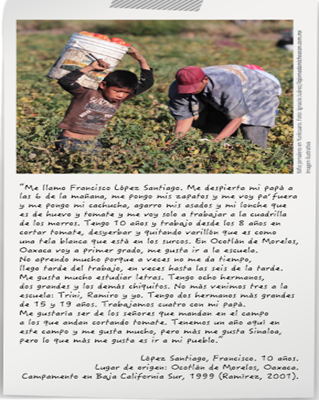 "Me llamo Francisco López Santiago. Me despierta mi papá a
las 6 de la mañana, me pongo mis zapatos y me voy pa' fuera
y me pongo mi cachucha, agarro mis asados y mi lonche que
es de huevo y tomate y me voy solo a trabajar a la cuadrilla
de los morros. Tengo 10 años y trabajo desde los 8 años en
cortar tomate, desyerbar y quitando varillón que es como
una tela blanca que está en los surcos. En Ocotlán de Morelos,
Oaxaca voy a primer grado, me gusta ir a la escuela.
No aprendo mucho porque a veces no me da tiempo,
llego tarde del trabajo, en veces hasta las seis de la tarde.
Me gusta mucho estudiar letras. Tengo ocho hermanos,
dos grandes y los demás chiquitos. No más venimos tres a la
escuela: Trini, Ramiro y yo. Tengo dos hermanos más grandes
de 15 y 19 años. Trabajamos cuatro con mi papá.
Me gustaría ser de los señores que mandan en el campo
a los que andan cortando tomate. Tenemos un año aquí en
este campo y me gusta mucho, pero más me gusta Sinaloa,
pero lo que más me gusta es ir a mi pueblo."
López Santiago, Francisco. 10 años.
Lugar de origen: Ocotlán de Morelos, Oaxaca.
Campamento en Baja California Sur, 1999 (Ramírez, 2001).